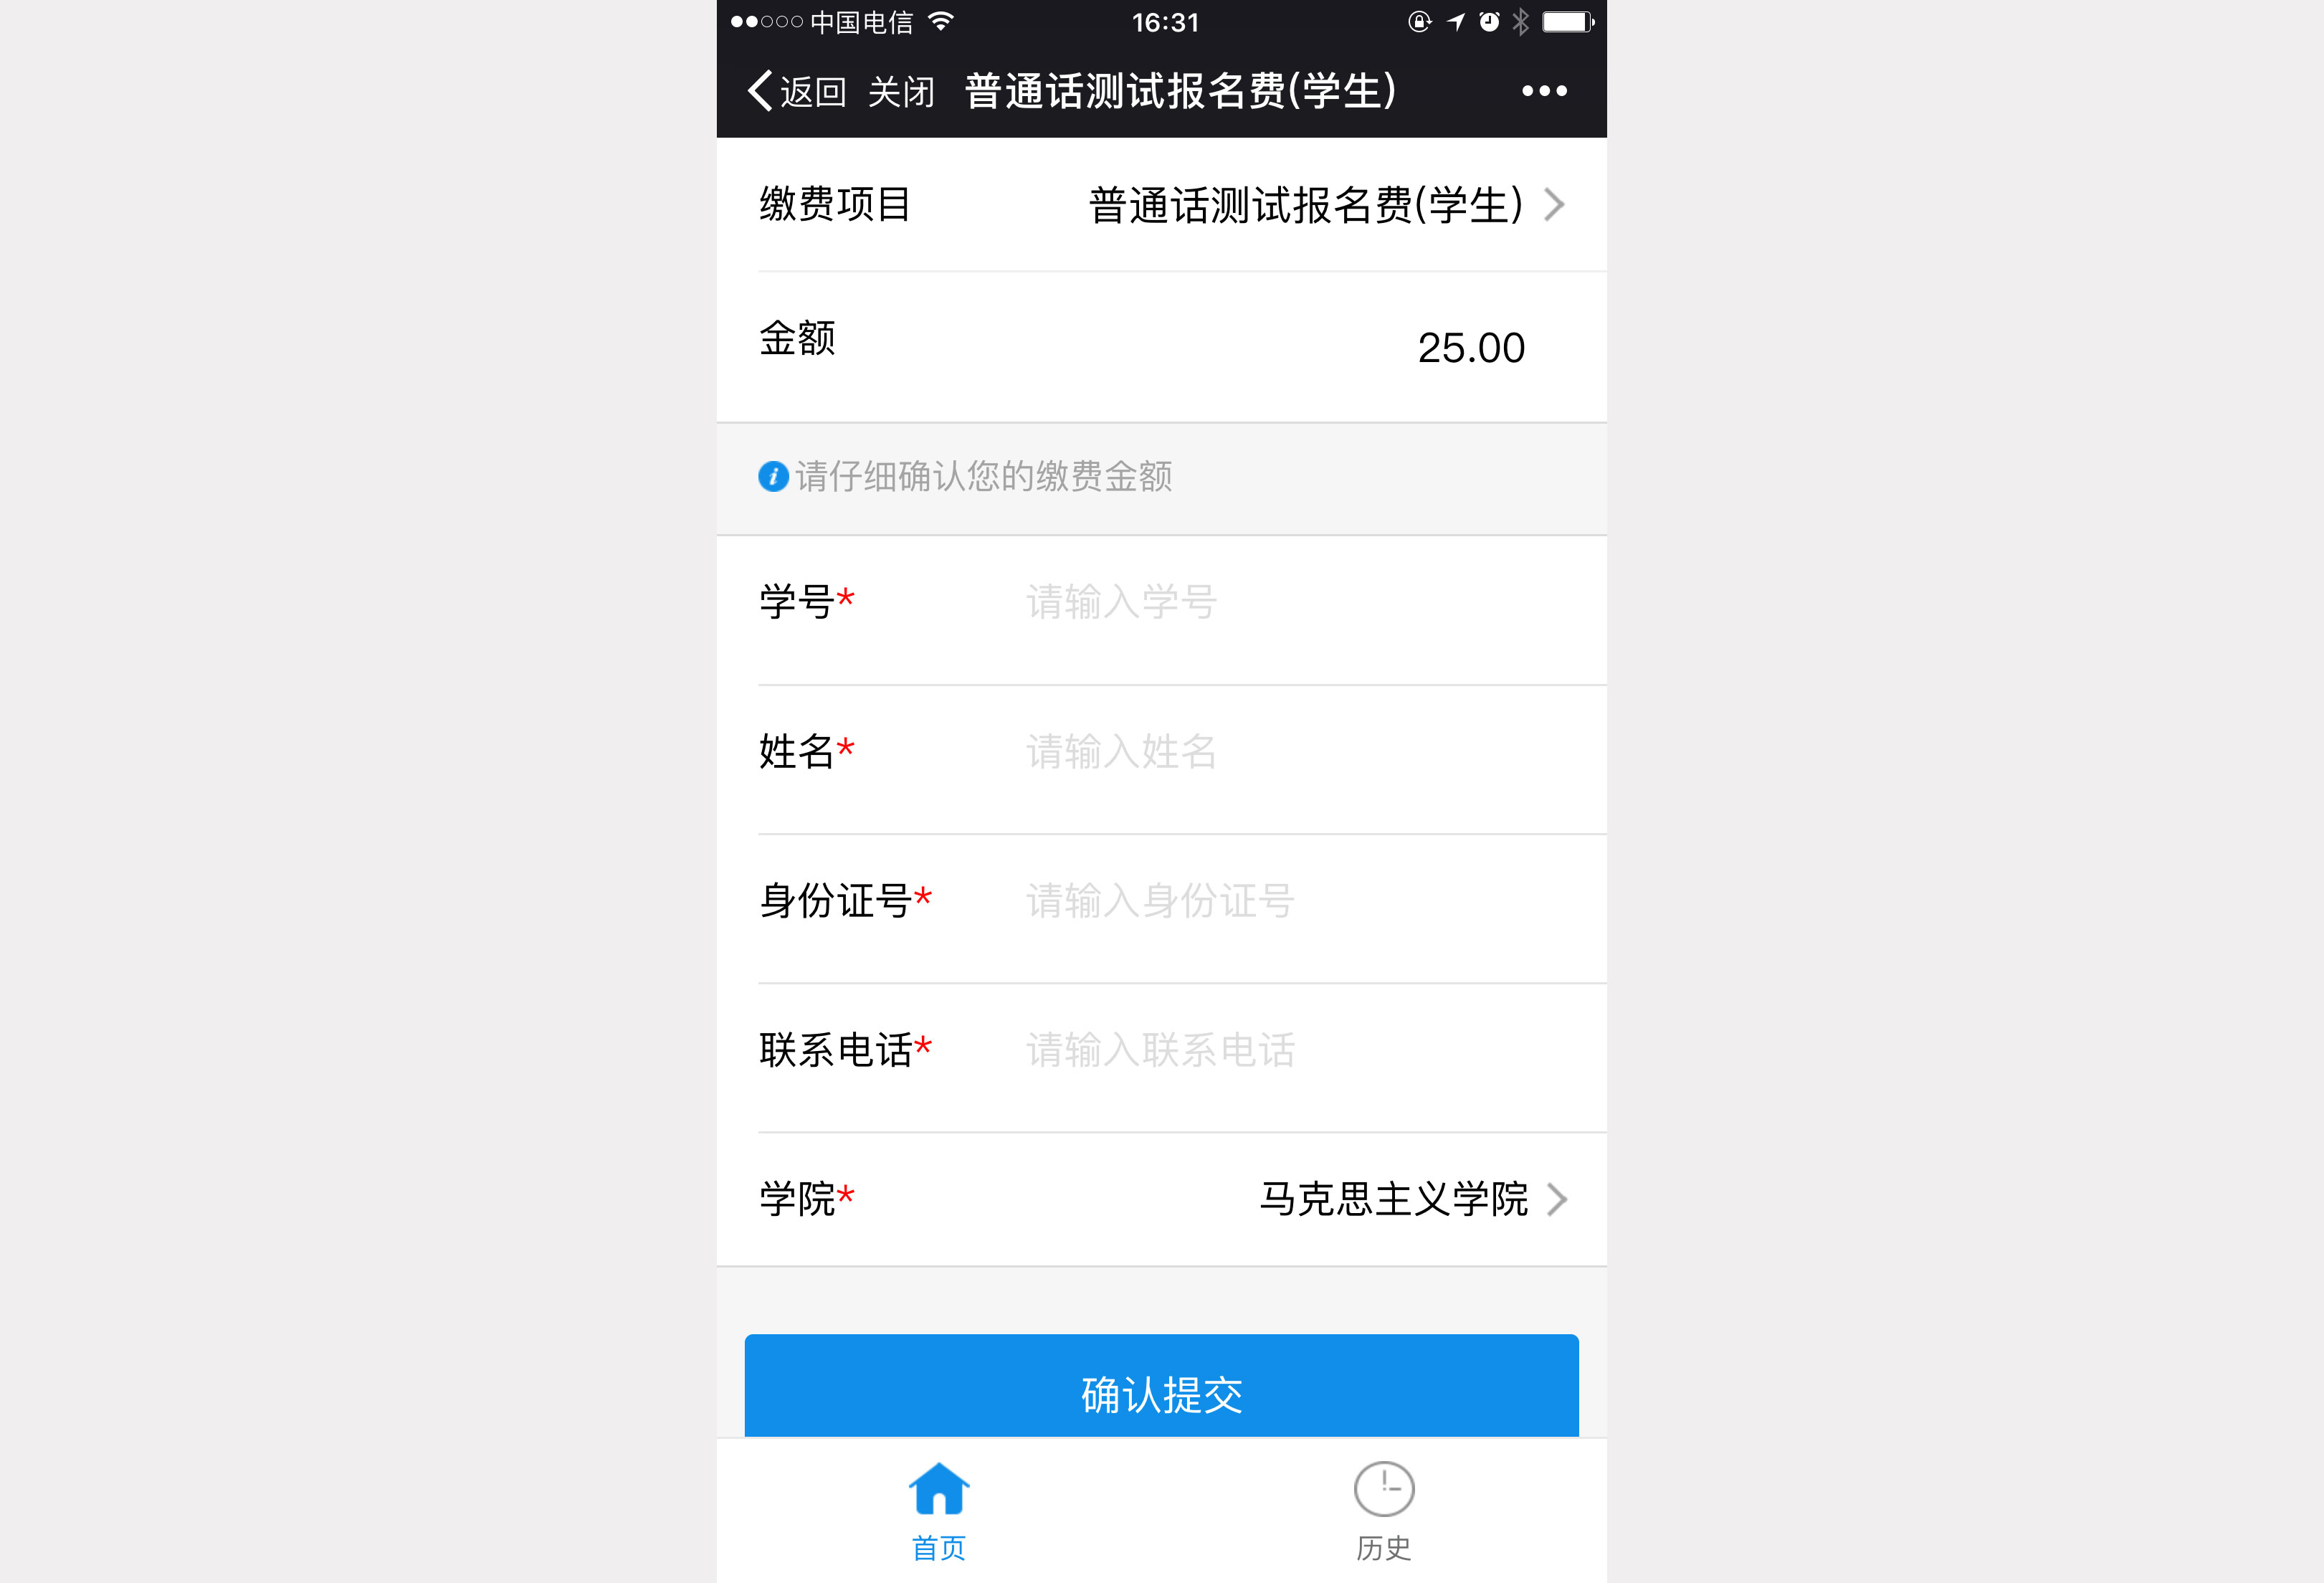 中国电信 16:31
返回 关闭 普通话测试报名费(学生)
缴费项目 普通话测试报名费(学生)
金额 25.00
请仔细确认您的缴费金额
学号* 请输入学号
姓名* 请输入姓名
身份证号* 请输入身份证号
联系电话* 请输入联系电话
学院* 马克思主义学院
确认提交
首页 历史